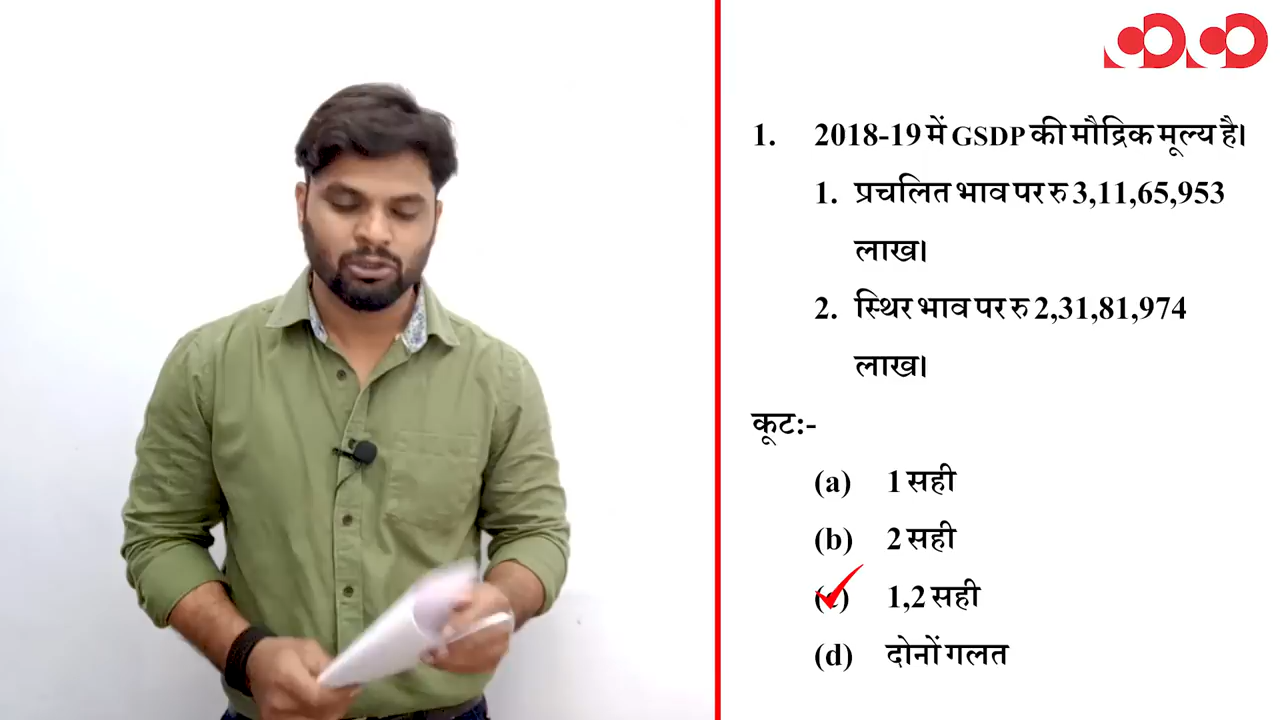 1. 2018-19 में GSDP की मौद्रिक मूल्य है।
1. प्रचलित भाव पर रु 3,11,65,953
लाख।
2. स्थिर भाव पर रु 2,31,81,974
लाख।
कूटः-
(a) 1 सही
(b) 2 सही
(c) 1,2 सही
(d) दोनों गलत